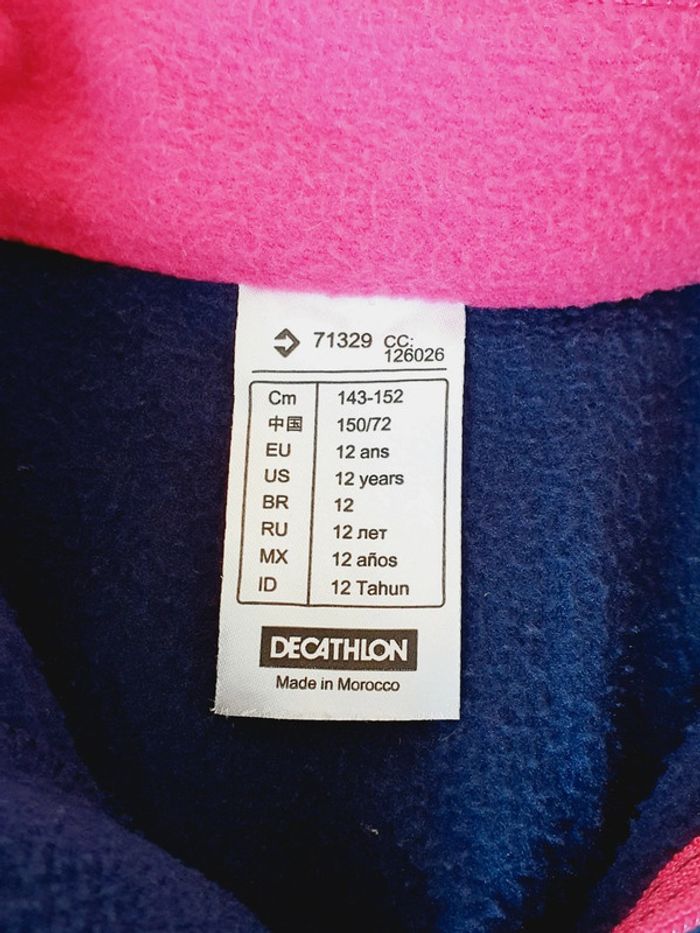 71329 CC: 126026
Cm 143-152
中国 150/72
EU 12 ans
US 12 years
BR 12
RU 12 лет
MX 12 años
ID 12 Tahun
DECATHLON
Made in Morocco